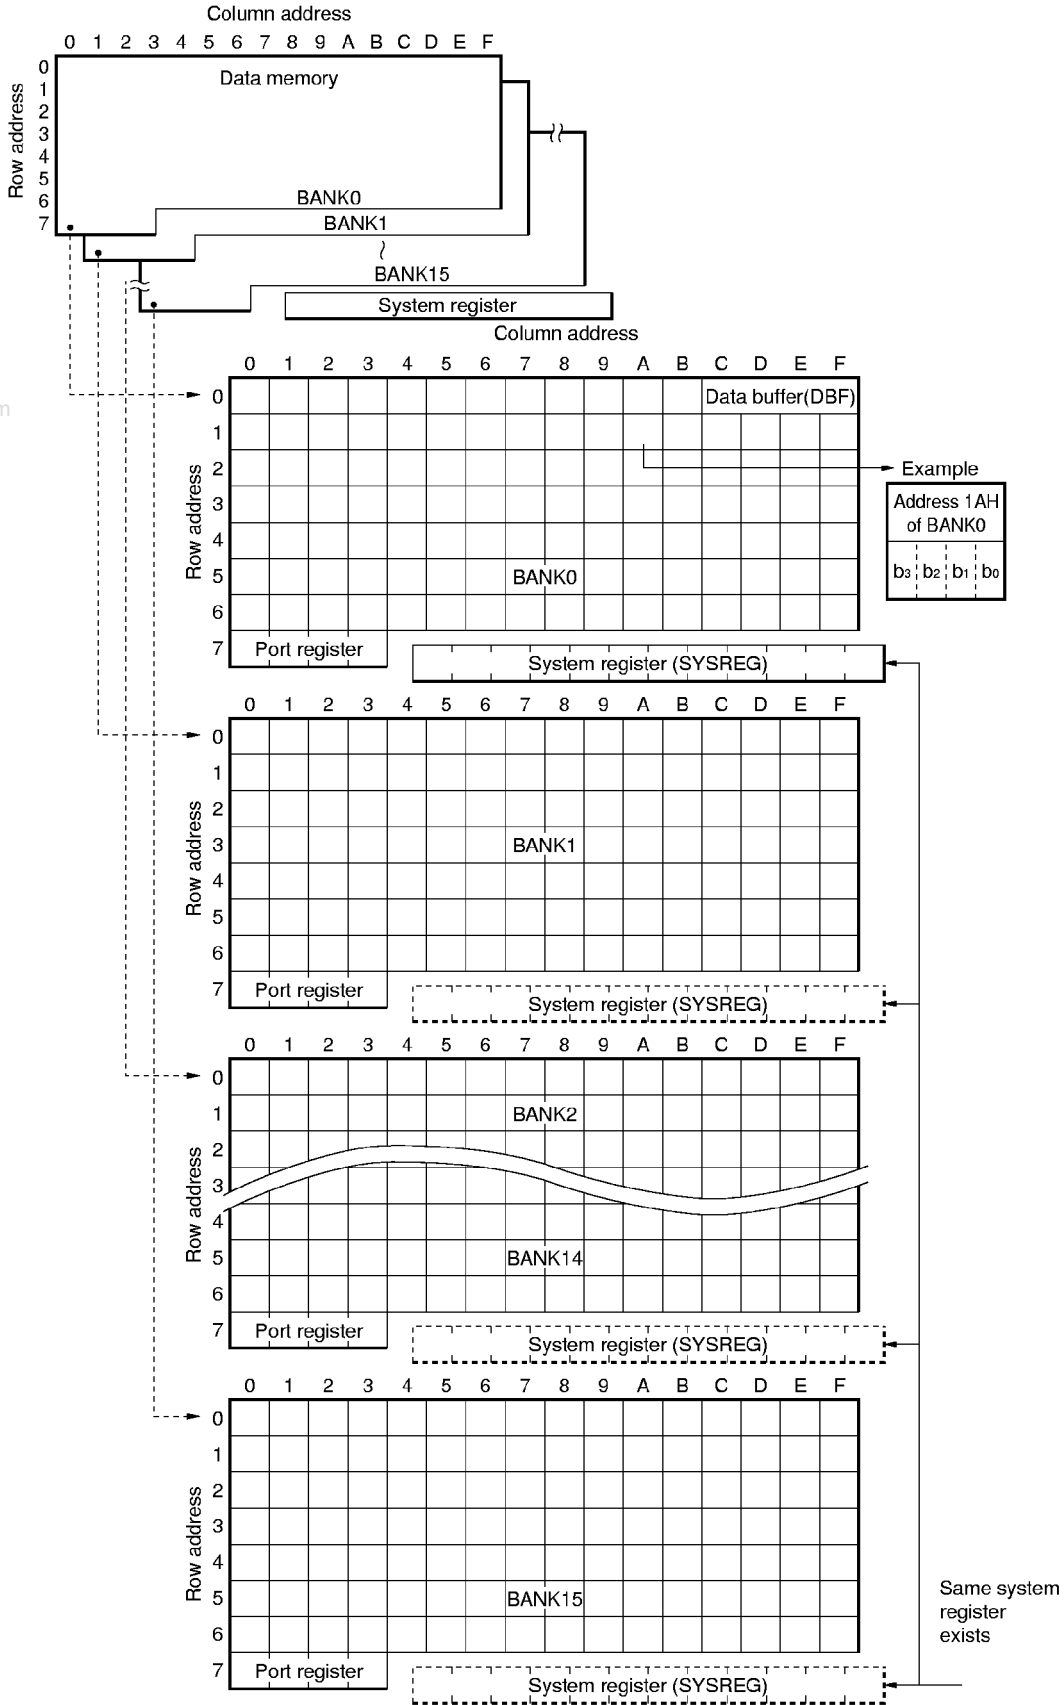 Column address
0 1 2 3 4 5 6 7 8 9 A B C D E F
Row address
0
1
2
3
4
5
6
7
Data memory
BANK0
BANK1
BANK15
System register
Column address
0 1 2 3 4 5 6 7 8 9 A B C D E F
Row address
0
1
2
3
4
5
6
7
Data buffer(DBF)
Example
Address 1AH
of BANK0
b3 b2 b1 b0
BANK0
Port register
System register (SYSREG)
0 1 2 3 4 5 6 7 8 9 A B C D E F
Row address
0
1
2
3
4
5
6
7
BANK1
Port register
System register (SYSREG)
0 1 2 3 4 5 6 7 8 9 A B C D E F
Row address
0
1
2
3
4
5
6
7
BANK2
BANK14
Port register
System register (SYSREG)
0 1 2 3 4 5 6 7 8 9 A B C D E F
Row address
0
1
2
3
4
5
6
7
BANK15
Port register
System register (SYSREG)
Same system
register
exists
m